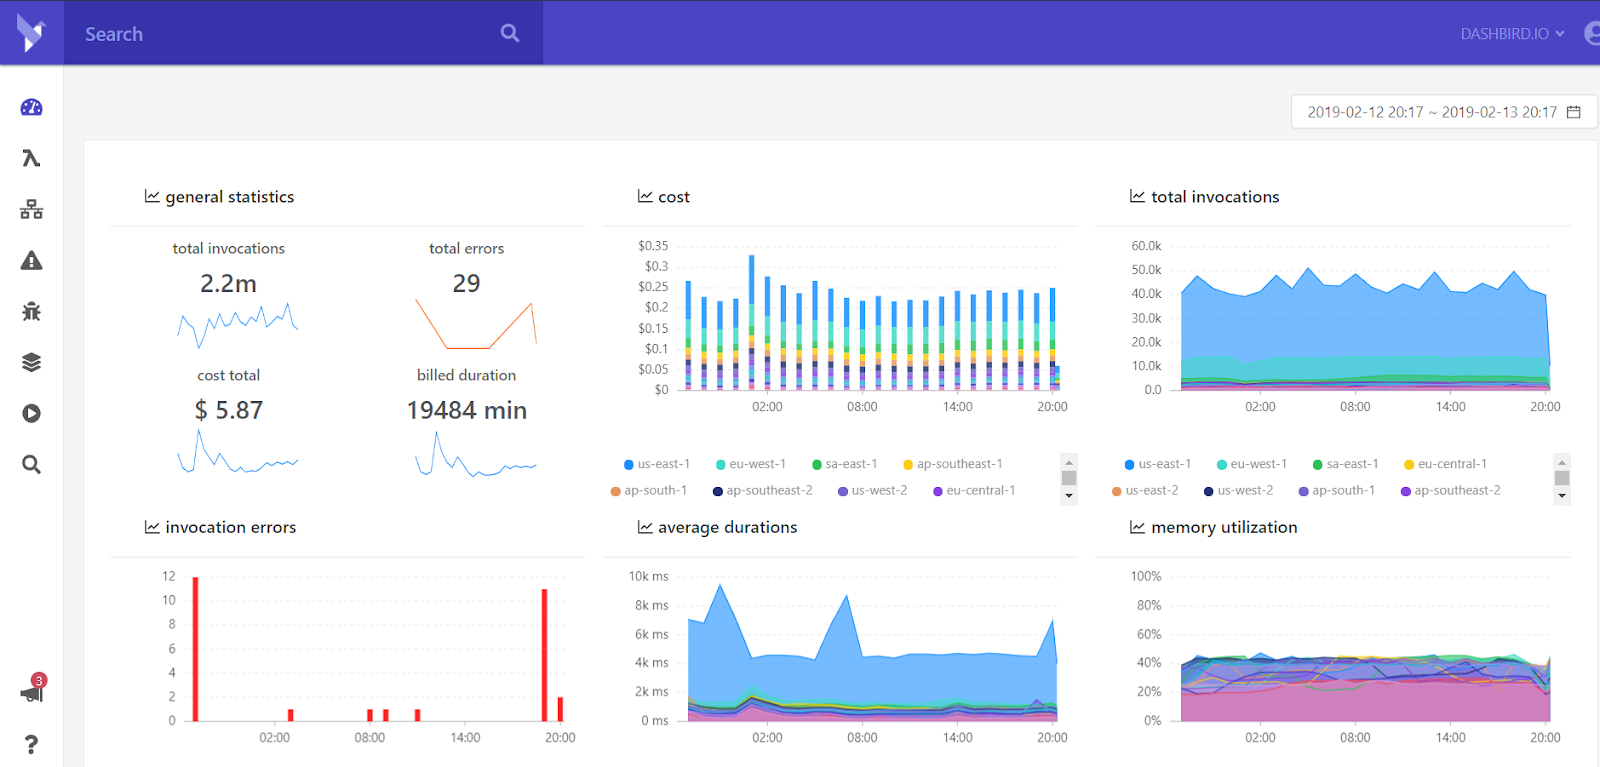 Search
DASHBIRD.IO
2019-02-12 20:17 ~ 2019-02-13 20:17
general statistics
total invocations
2.2m
total errors
29
cost total
$ 5.87
billed duration
19484 min
cost
$0.35
$0.3
$0.25
$0.2
$0.15
$0.1
$0.05
$0
02:00 08:00 14:00 20:00
us-east-1 eu-west-1 sa-east-1 ap-southeast-1
ap-south-1 ap-southeast-2 us-west-2 eu-central-1
total invocations
60.0k
50.0k
40.0k
30.0k
20.0k
10.0k
0.0
02:00 08:00 14:00 20:00
us-east-1 eu-west-1 sa-east-1 eu-central-1
us-east-2 us-west-2 ap-south-1 ap-southeast-2
invocation errors
12
10
8
6
4
2
0
02:00 08:00 14:00 20:00
average durations
10k ms
8k ms
6k ms
4k ms
2k ms
0 ms
02:00 08:00 14:00 20:00
memory utilization
100%
80%
60%
40%
20%
0%
02:00 08:00 14:00 20:00
3
?